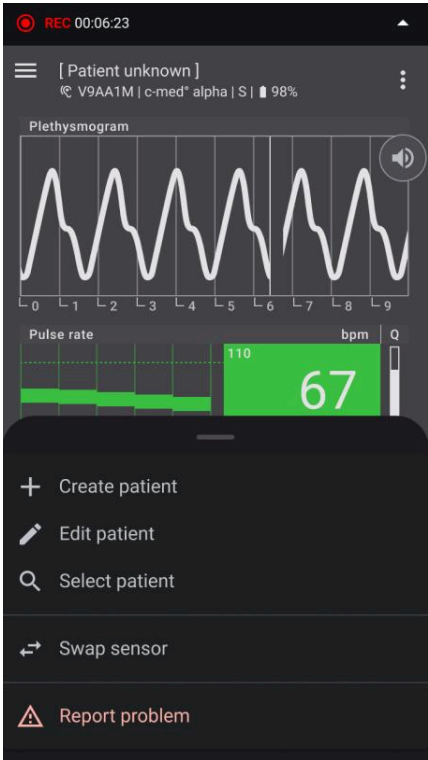 REC 00:06:23
[ Patient unknown ]
V9AA1M | c-med° alpha | S | 98%
Plethysmogram
0 1 2 3 4 5 6 7 8 9
Pulse rate bpm Q
110
67
Create patient
Edit patient
Select patient
Swap sensor
Report problem